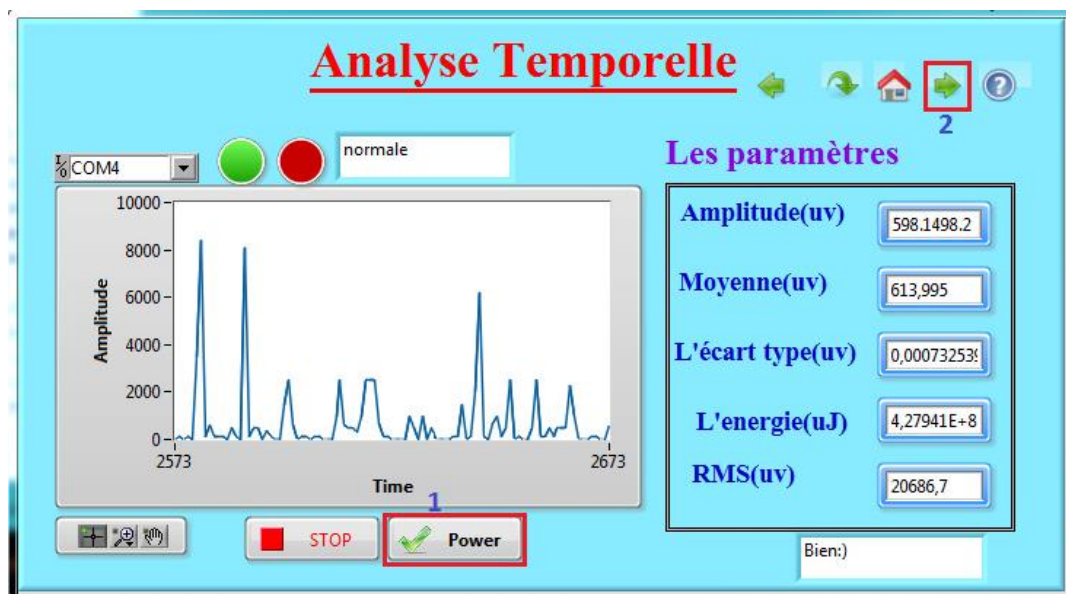 Analyse Temporelle
2
I/O COM4
normale
Les paramètres
10000
8000
6000
4000
2000
0
Amplitude
2573
2673
Time
Amplitude(uv)
598.1498.2
Moyenne(uv)
613,995
L'écart type(uv)
0,000732539
L'energie(uJ)
4,27941E+8
RMS(uv)
20686,7
1
STOP
Power
Bien:)